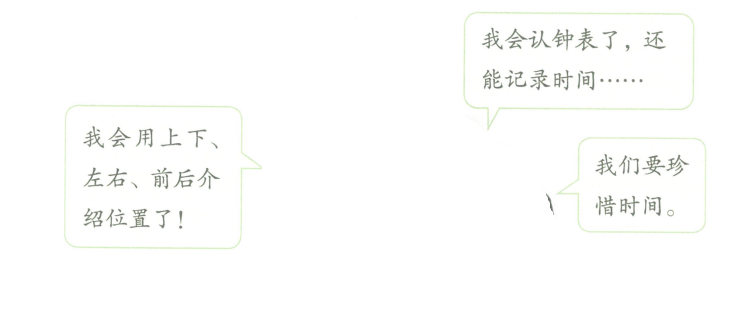 我会认钟表了，还
能记录时间……
我会用上下、
左右、前后介
绍位置了！
我们要珍
惜时间。